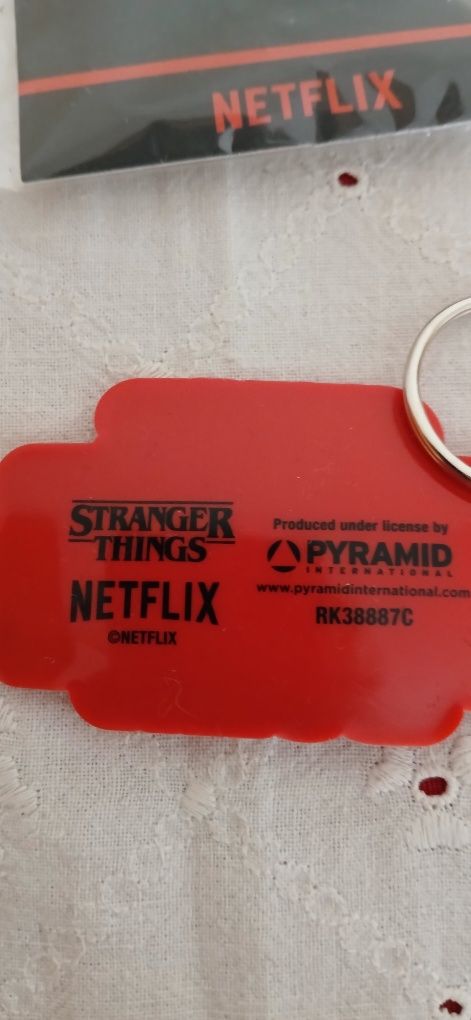 NETFLIX
STRANGER
THINGS
NETFLIX
©NETFLIX
Produced under license by
PYRAMID
INTERNATIONAL
www.pyramidinternational.com
RK38887C